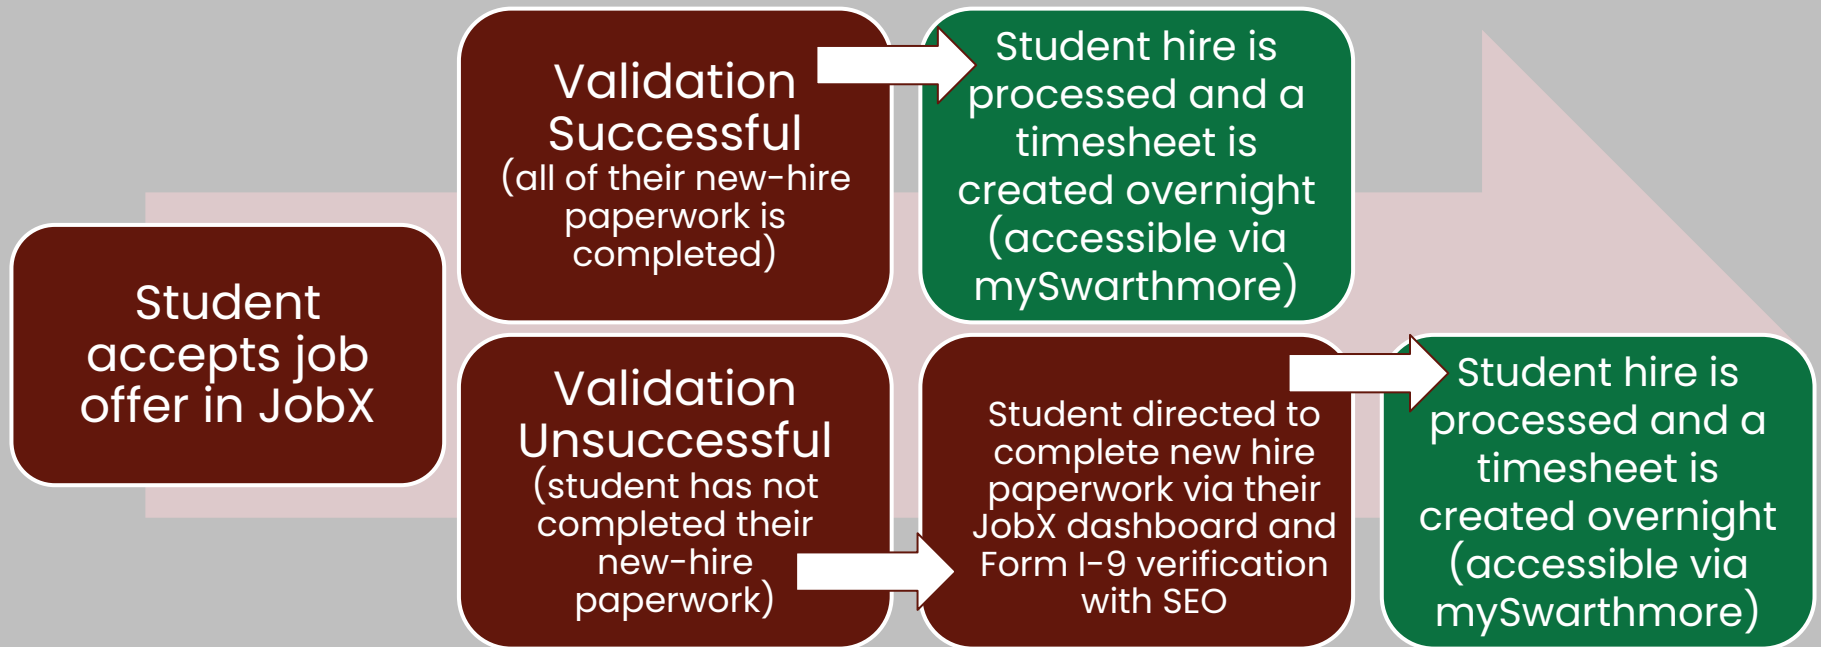 Student
accepts job
offer in JobX
Validation
Successful
(all of their new-hire
paperwork is
completed)
Student hire is
processed and a
timesheet is
created overnight
(accessible via
mySwarthmore)
Validation
Unsuccessful
(student has not
completed their
new-hire
paperwork)
Student directed to
complete new hire
paperwork via their
JobX dashboard and
Form I-9 verification
with SEO
Student hire is
processed and a
timesheet is
created overnight
(accessible via
mySwarthmore)